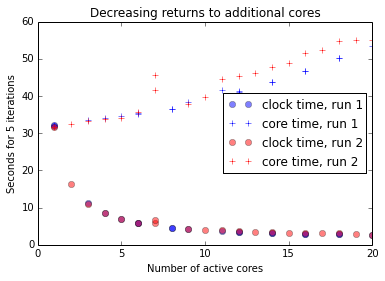 Decreasing returns to additional cores
60
50
40
30
20
10
0
Seconds for 5 iterations
clock time, run 1
core time, run 1
clock time, run 2
core time, run 2
0 5 10 15 20
Number of active cores